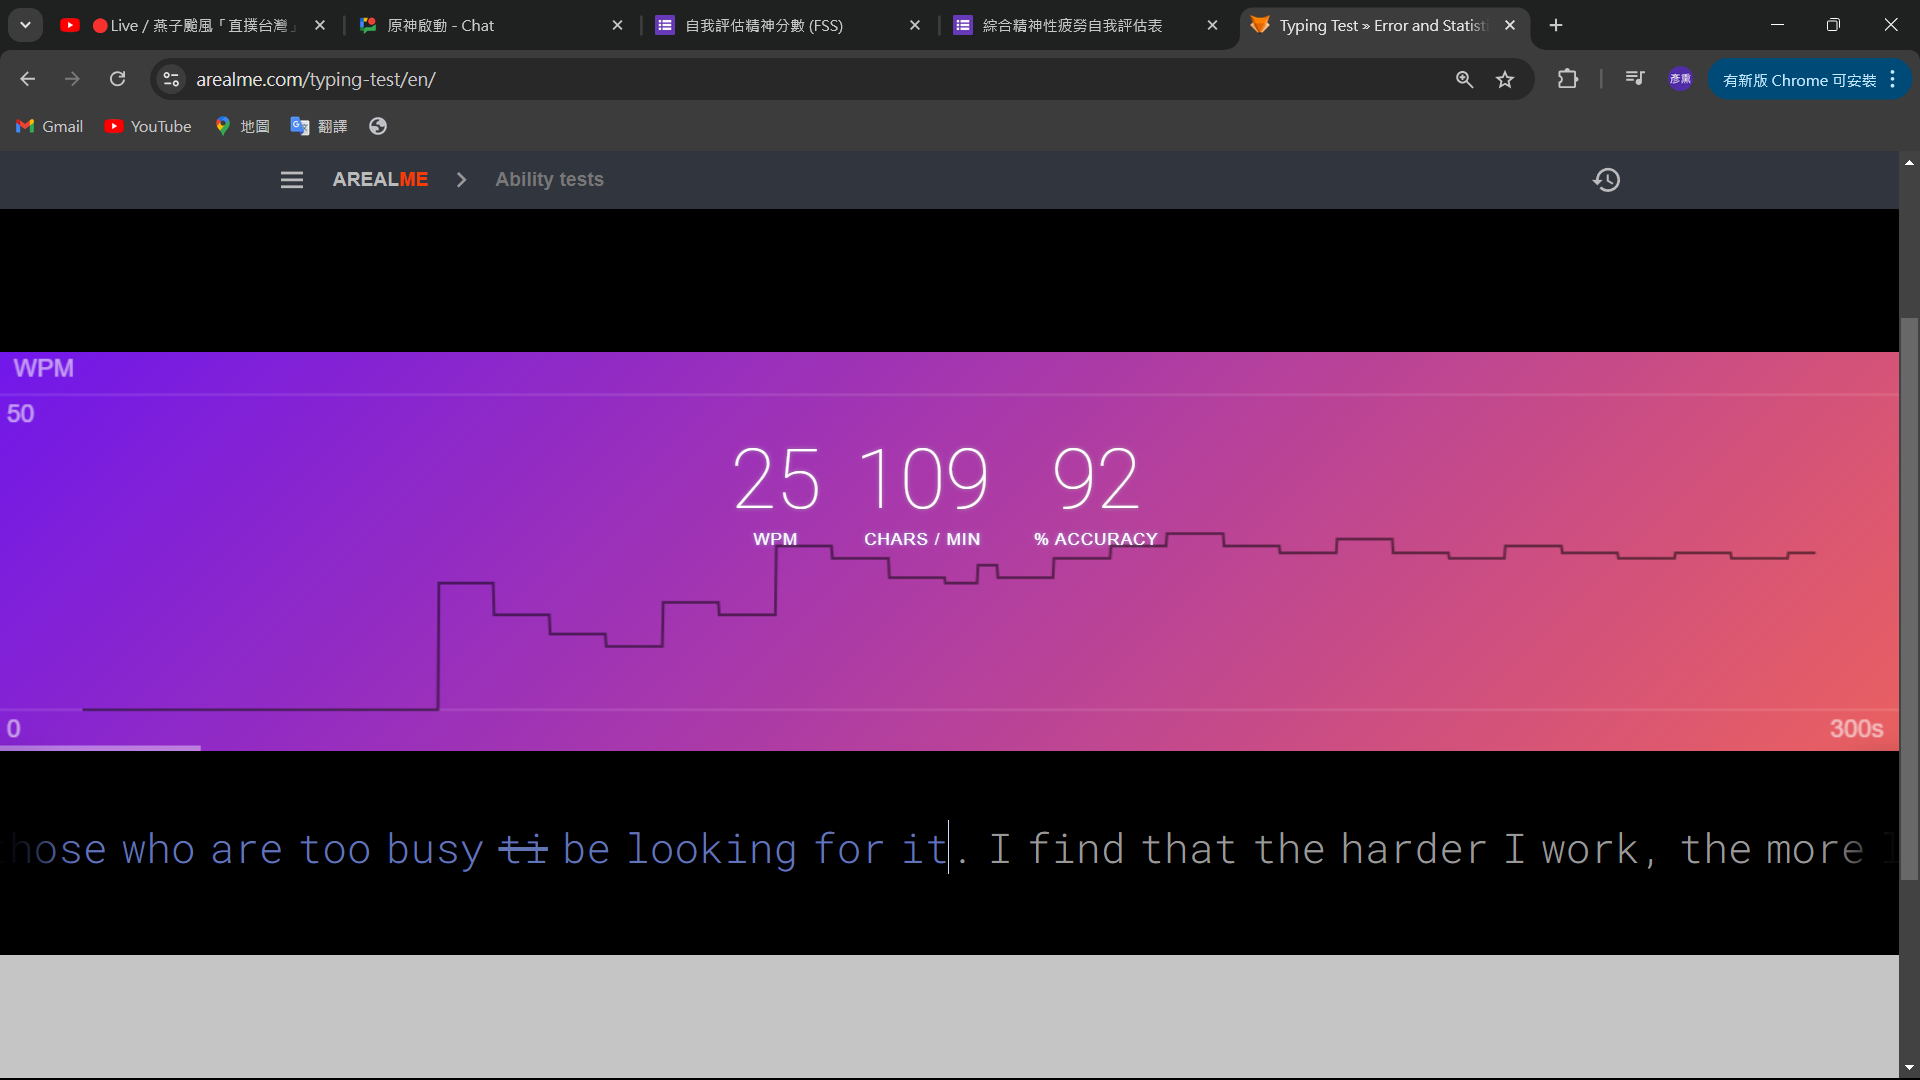 Live / 燕子颱風「直撲台灣」
原神啟動 - Chat
自我評估精神分數 (FSS)
綜合精神性疲勞自我評估表
Typing Test » Error and Statisti
arealme.com/typing-test/en/
彥熏
有新版 Chrome 可安裝
Gmail
YouTube
地圖
翻譯
AREALME
Ability tests
WPM
50
25 109 92
WPM CHARS / MIN % ACCURACY
0
300s
hose who are too busy ti be looking for it. I find that the harder I work, the more l